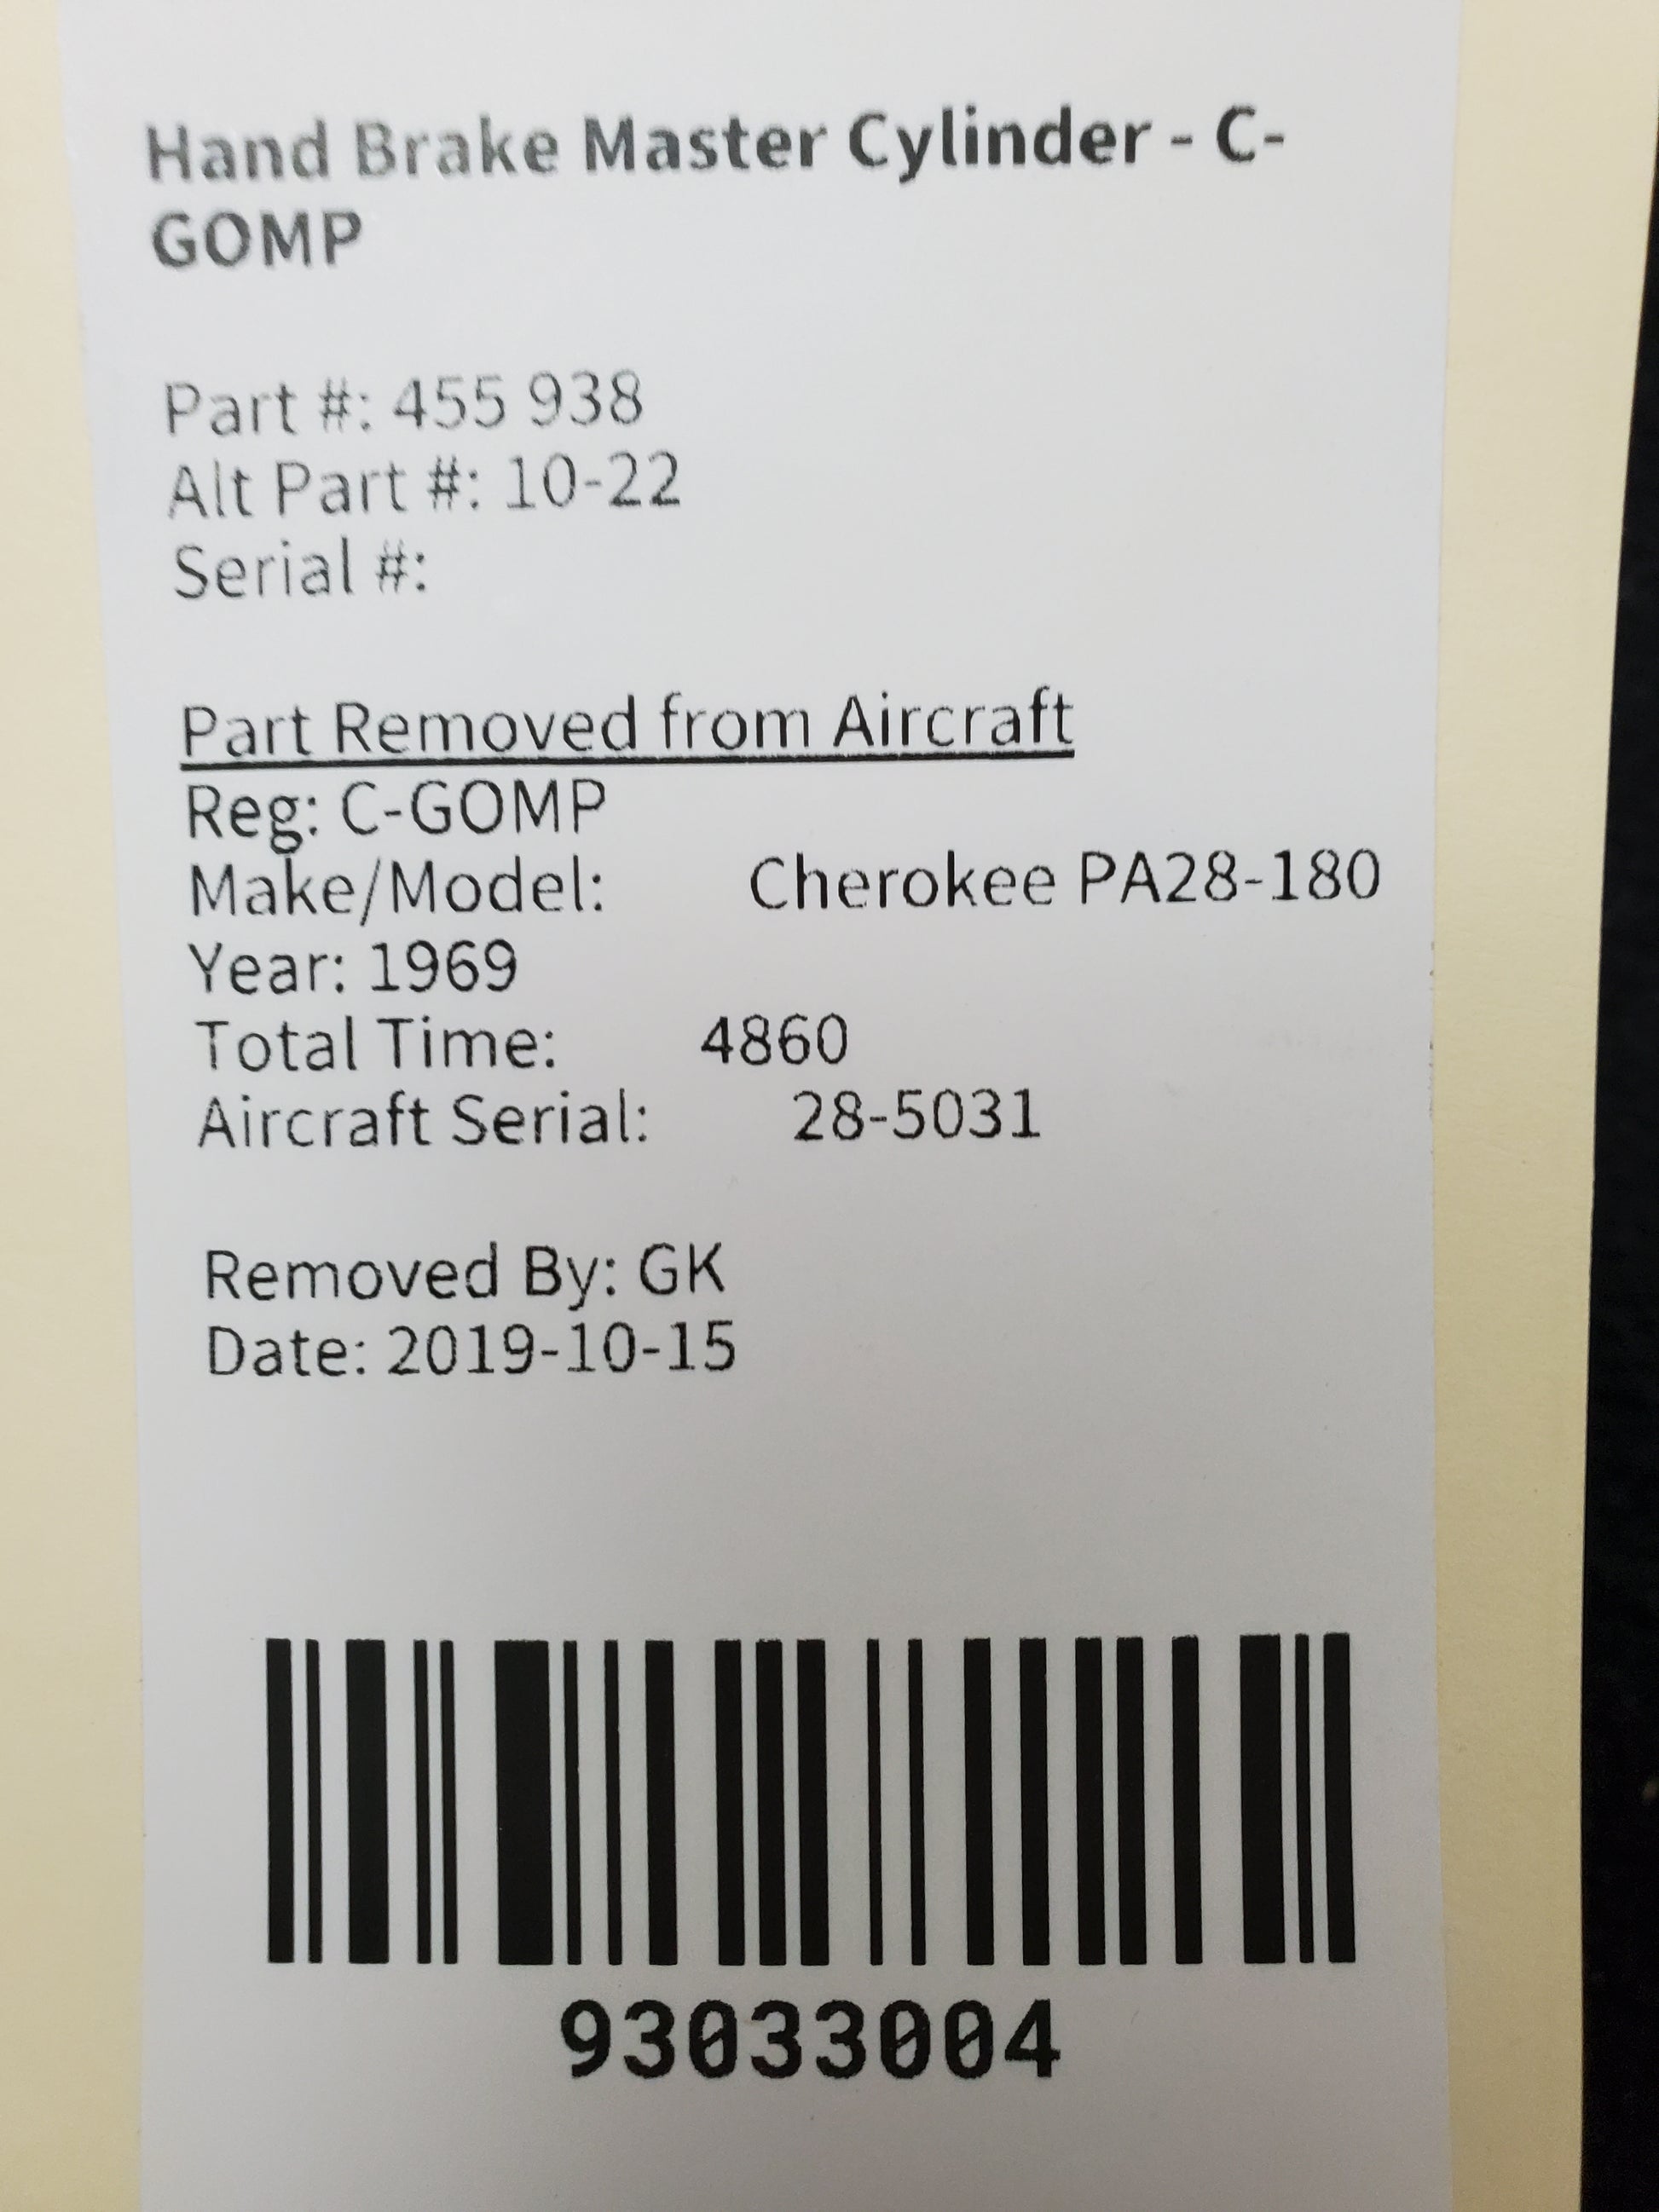 Hand Brake Master Cylinder - C-
GOMP
Part #: 455 938
Alt Part #: 10-22
Serial #:
Part Removed from Aircraft
Reg: C-GOMP
Make/Model: Cherokee PA28-180
Year: 1969
Total Time: 4860
Aircraft Serial: 28-5031
Removed By: GK
Date: 2019-10-15
93033004